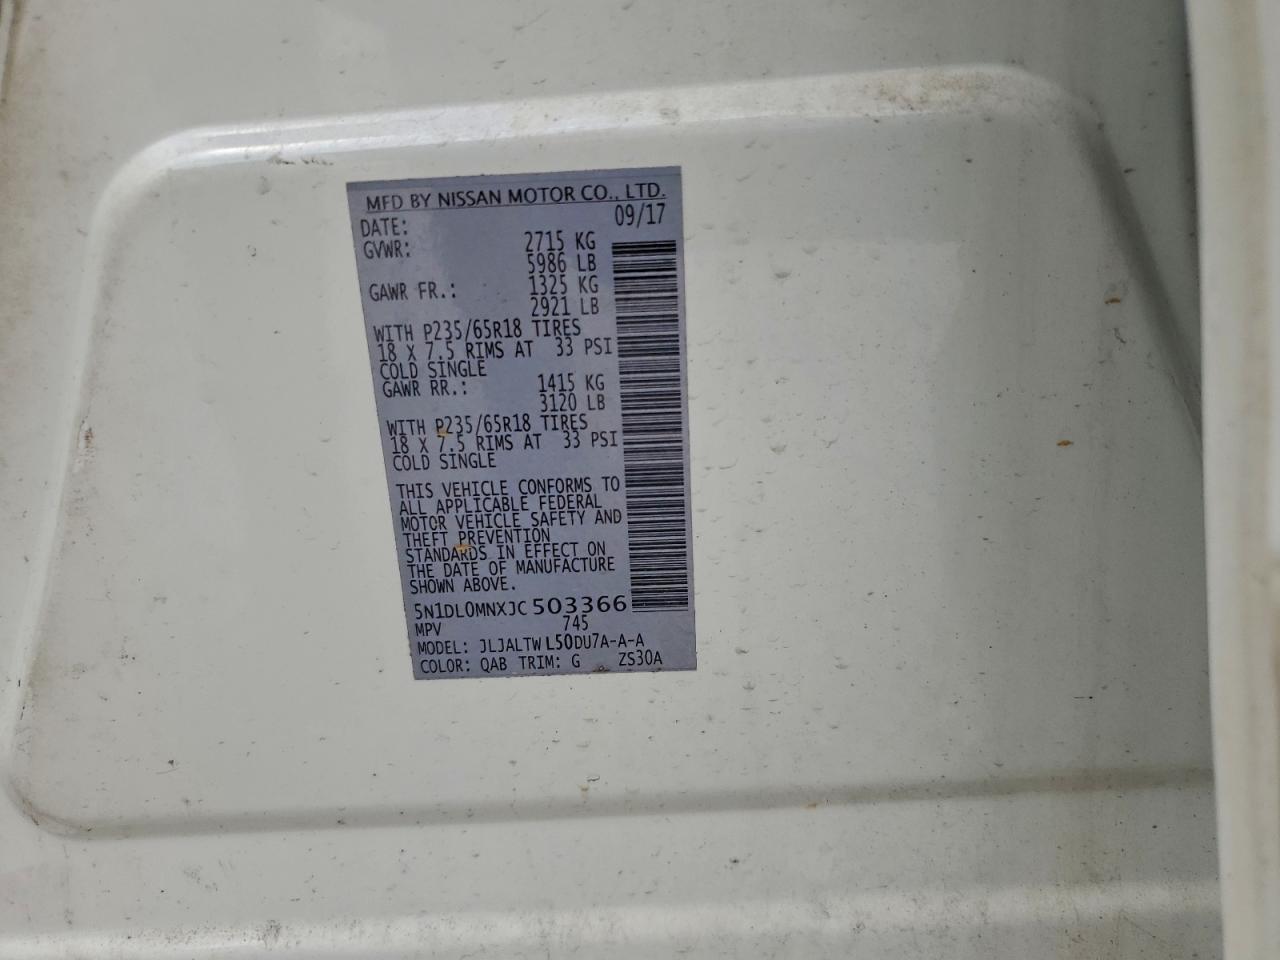 MFD BY NISSAN MOTOR CO., LTD.
DATE: 09/17
GVWR: 2715 KG
5986 LB
GAWR FR.: 1325 KG
2921 LB
WITH P235/65R18 TIRES
18 X 7.5 RIMS AT 33 PSI
COLD SINGLE
GAWR RR.: 1415 KG
3120 LB
WITH P235/65R18 TIRES
18 X 7.5 RIMS AT 33 PSI
COLD SINGLE
THIS VEHICLE CONFORMS TO
ALL APPLICABLE FEDERAL
MOTOR VEHICLE SAFETY AND
THEFT PREVENTION
STANDARDS IN EFFECT ON
THE DATE OF MANUFACTURE
SHOWN ABOVE.
5N1DL0MNXJC503366
MPV 745
MODEL: JLJALTWL50DU7A-A-A
COLOR: QAB TRIM: G ZS30A